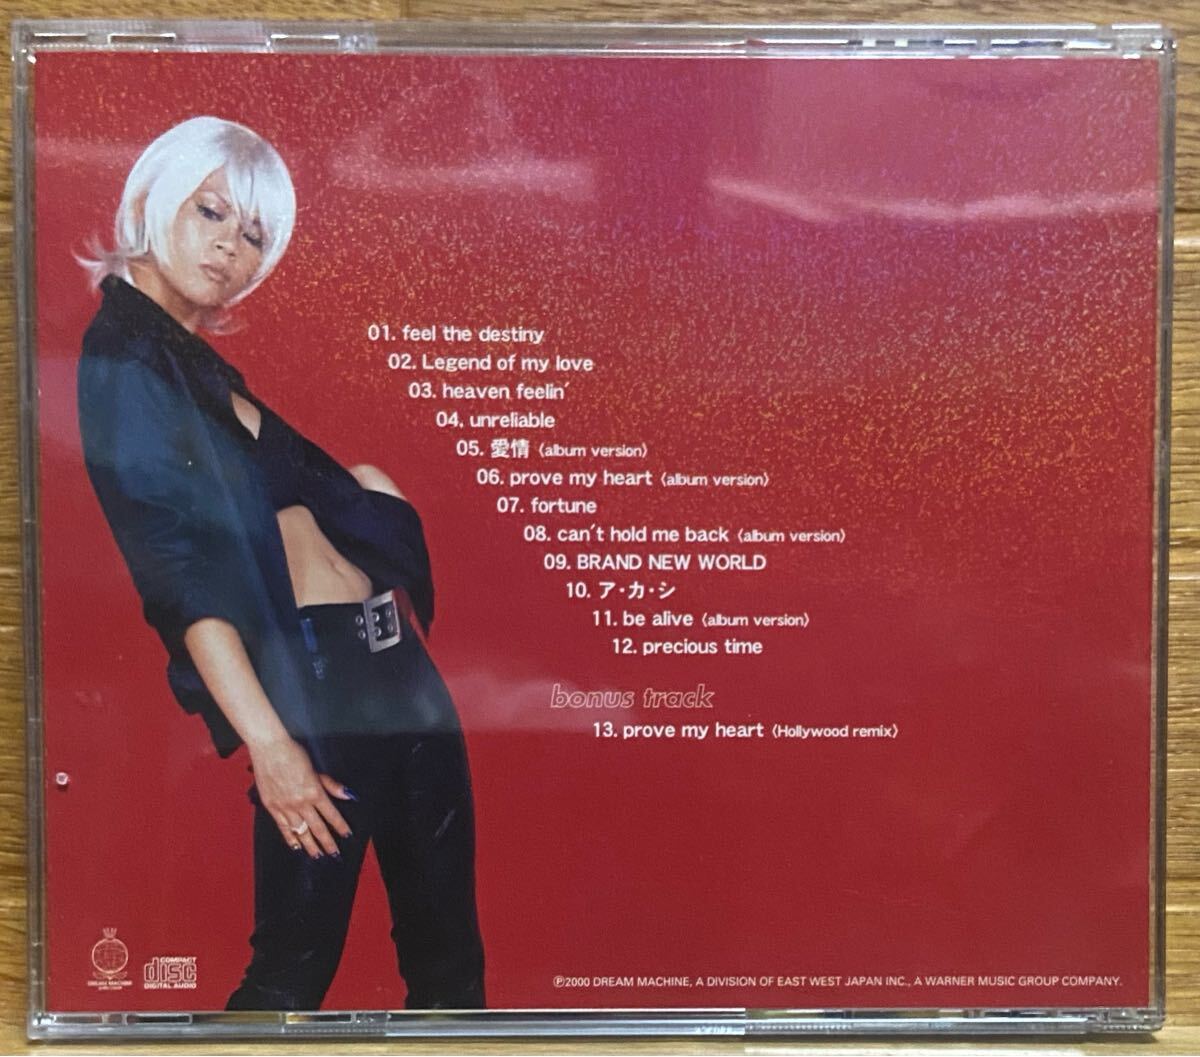 01. feel the destiny
02. Legend of my love
03. heaven feelin'
04. unreliable
05. 愛情 〈album version〉
06. prove my heart 〈album version〉
07. fortune
08. can't hold me back 〈album version〉
09. BRAND NEW WORLD
10. ア・カ・シ
11. be alive 〈album version〉
12. precious time
bonus track
13. prove my heart 〈Hollywood remix〉
DREAM MACHINE
COMPACT
disc
DIGITAL AUDIO
℗2000 DREAM MACHINE, A DIVISION OF EAST WEST JAPAN INC., A WARNER MUSIC GROUP COMPANY.